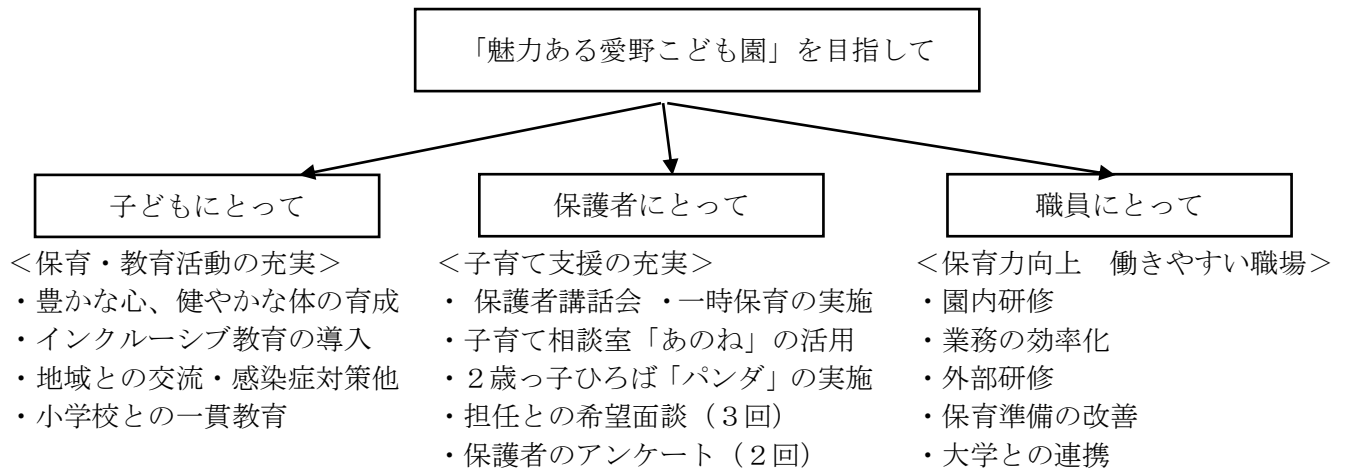 「魅力ある愛野こども園」を目指して
子どもにとって
＜保育・教育活動の充実＞
・豊かな心、健やかな体の育成
・インクルーシブ教育の導入
・地域との交流・感染症対策他
・小学校との一貫教育
保護者にとって
＜子育て支援の充実＞
・ 保護者講話会 ・一時保育の実施
・子育て相談室「あのね」の活用
・２歳っ子ひろば「パンダ」の実施
・担任との希望面談（３回）
・保護者のアンケート（２回）
職員にとって
＜保育力向上　働きやすい職場＞
・園内研修
・業務の効率化
・外部研修
・保育準備の改善
・大学との連携